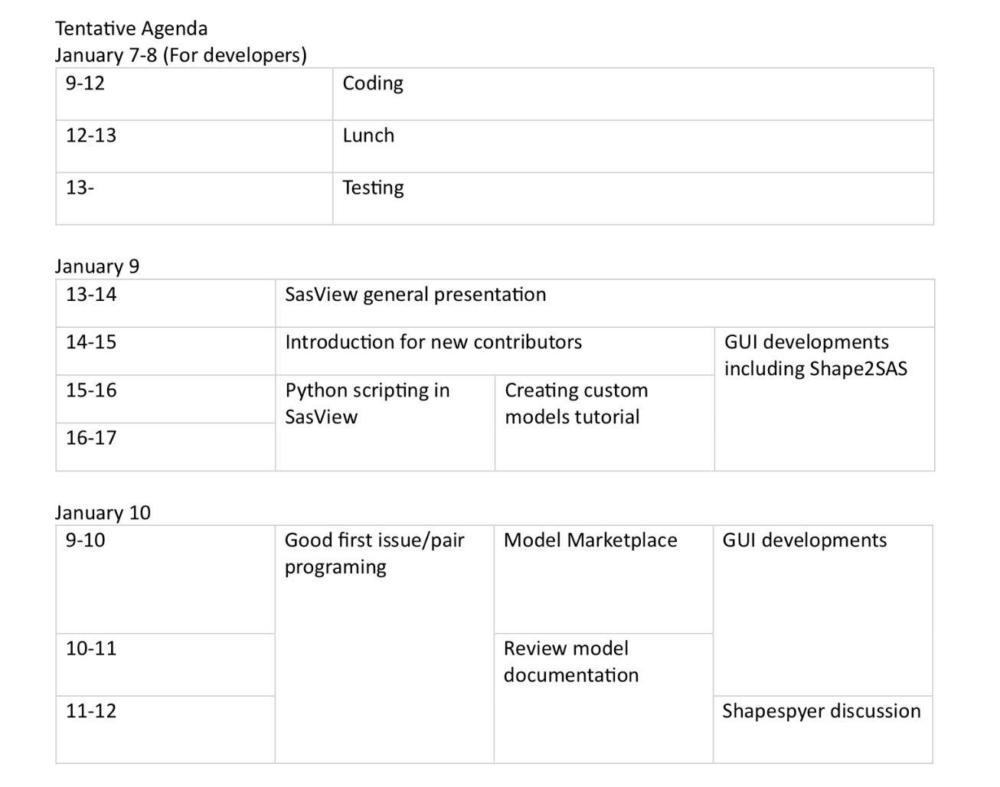 Tentative Agenda
January 7-8 (For developers)
9-12
Coding
12-13
Lunch
13-
Testing
January 9
13-14
SasView general presentation
14-15
Introduction for new contributors
GUI developments
including Shape2SAS
15-16
Python scripting in
SasView
Creating custom
models tutorial
16-17
January 10
9-10
Good first issue/pair
programing
Model Marketplace
GUI developments
10-11
Review model
documentation
11-12
Shapespyer discussion